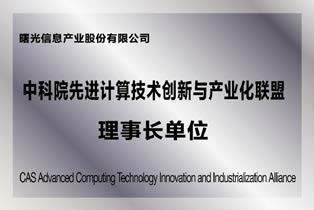 曙光信息产业股份有限公司
中科院先进计算技术创新与产业化联盟
理事长单位
CAS Advanced Computing Technology Innovation and Industrialization Alliance